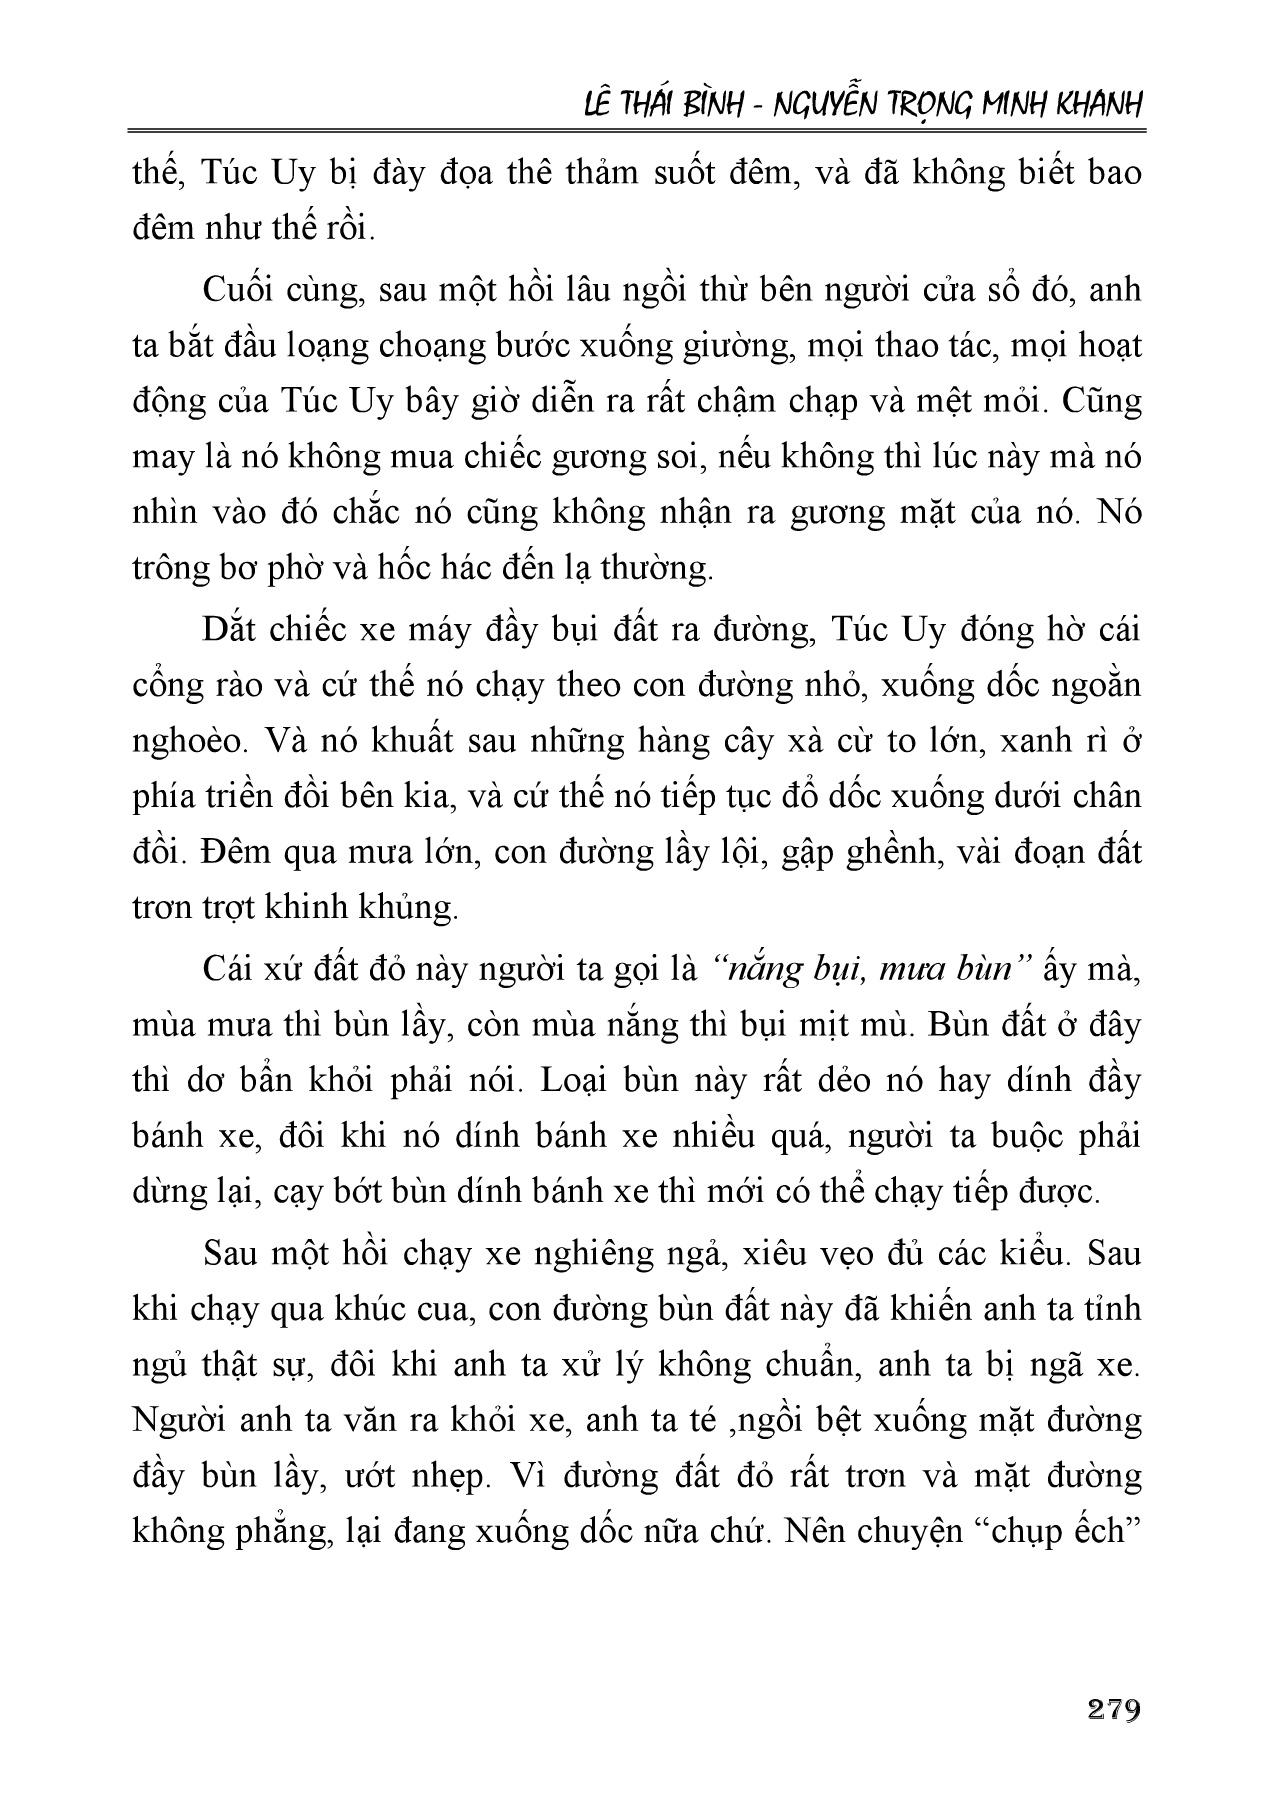 LÊ THÁI BÌNH - NGUYỄN TRỌNG MINH KHANH
thế, Túc Uy bị đày đọa thê thảm suốt đêm, và đã không biết bao
đêm như thế rồi.
Cuối cùng, sau một hồi lâu ngồi thừ bên người cửa sổ đó, anh
ta bắt đầu loạng choạng bước xuống giường, mọi thao tác, mọi hoạt
động của Túc Uy bây giờ diễn ra rất chậm chạp và mệt mỏi. Cũng
may là nó không mua chiếc gương soi, nếu không thì lúc này mà nó
nhìn vào đó chắc nó cũng không nhận ra gương mặt của nó. Nó
trông bơ phờ và hốc hác đến lạ thường.
Dắt chiếc xe máy đầy bụi đất ra đường, Túc Uy đóng hờ cái
cổng rào và cứ thế nó chạy theo con đường nhỏ, xuống dốc ngoằn
nghoèo. Và nó khuất sau những hàng cây xà cừ to lớn, xanh rì ở
phía triền đồi bên kia, và cứ thế nó tiếp tục đổ dốc xuống dưới chân
đồi. Đêm qua mưa lớn, con đường lầy lội, gập ghềnh, vài đoạn đất
trơn trợt khinh khủng.
Cái xứ đất đỏ này người ta gọi là “nắng bụi, mưa bùn” ấy mà,
mùa mưa thì bùn lầy, còn mùa nắng thì bụi mịt mù. Bùn đất ở đây
thì dơ bẩn khỏi phải nói. Loại bùn này rất dẻo nó hay dính đầy
bánh xe, đôi khi nó dính bánh xe nhiều quá, người ta buộc phải
dừng lại, cạy bớt bùn dính bánh xe thì mới có thể chạy tiếp được.
Sau một hồi chạy xe nghiêng ngả, xiêu vẹo đủ các kiểu. Sau
khi chạy qua khúc cua, con đường bùn đất này đã khiến anh ta tỉnh
ngủ thật sự, đôi khi anh ta xử lý không chuẩn, anh ta bị ngã xe.
Người anh ta văn ra khỏi xe, anh ta té ,ngồi bệt xuống mặt đường
đầy bùn lầy, ướt nhẹp. Vì đường đất đỏ rất trơn và mặt đường
không phẳng, lại đang xuống dốc nữa chứ. Nên chuyện “chụp ếch”
279